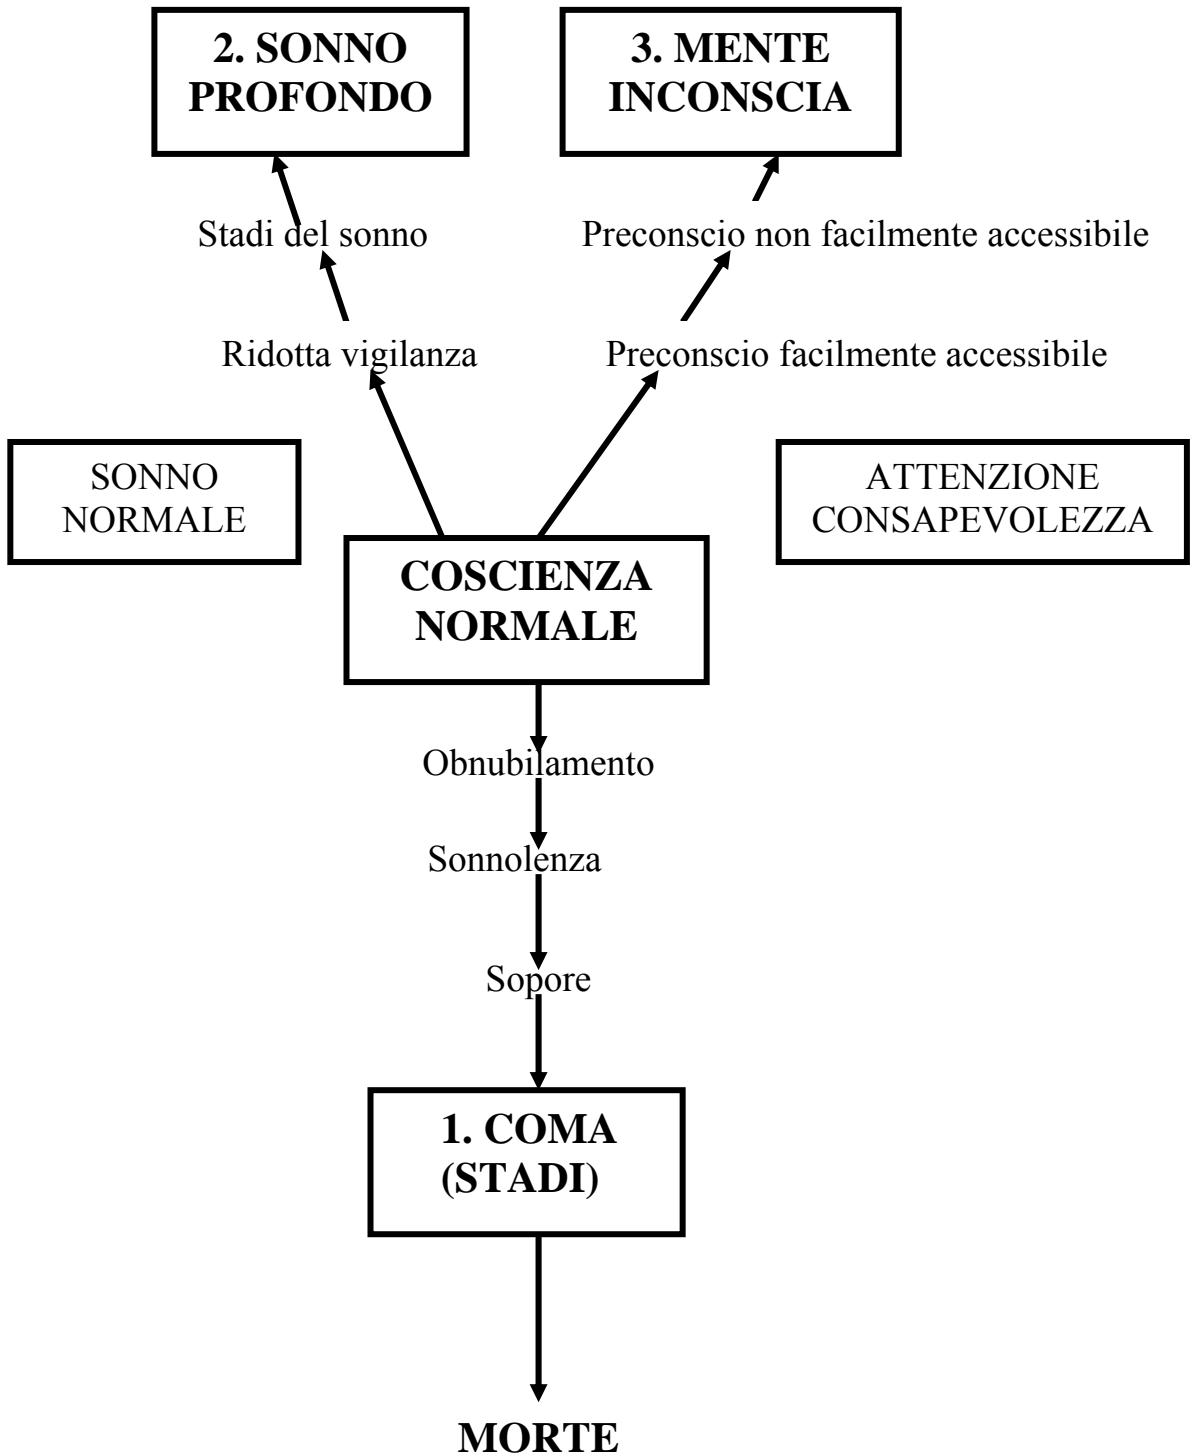 2. SONNO
PROFONDO
3. MENTE
INCONSCIA
Stadi del sonno
Preconscio non facilmente accessibile
Ridotta vigilanza
Preconscio facilmente accessibile
SONNO
NORMALE
ATTENZIONE
CONSAPEVOLEZZA
COSCIENZA
NORMALE
Obnubilamento
Sonnolenza
Sopore
1. COMA
(STADI)
MORTE